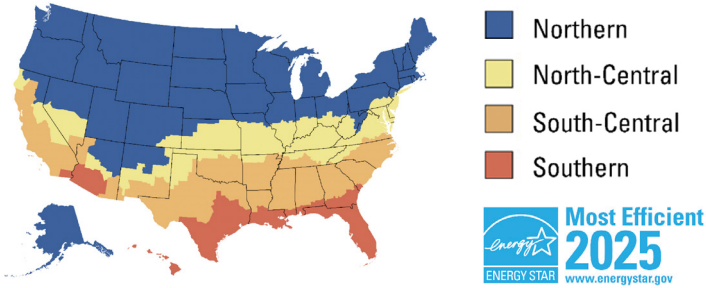 Northern
North-Central
South-Central
Southern
energy
ENERGY STAR
Most Efficient
2025
www.energystar.gov